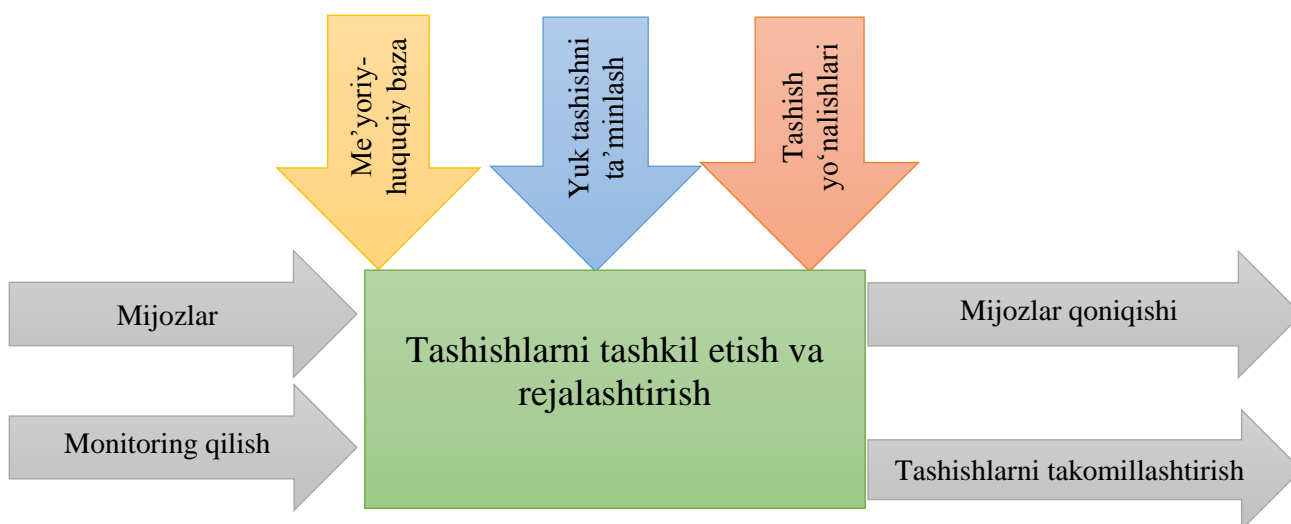 Me’yoriy-
huquqiy baza
Yuk tashishni
ta’minlash
Tashish
yo‘nalishlari
Mijozlar
Monitoring qilish
Tashishlarni tashkil etish va
rejalashtirish
Mijozlar qoniqishi
Tashishlarni takomillashtirish